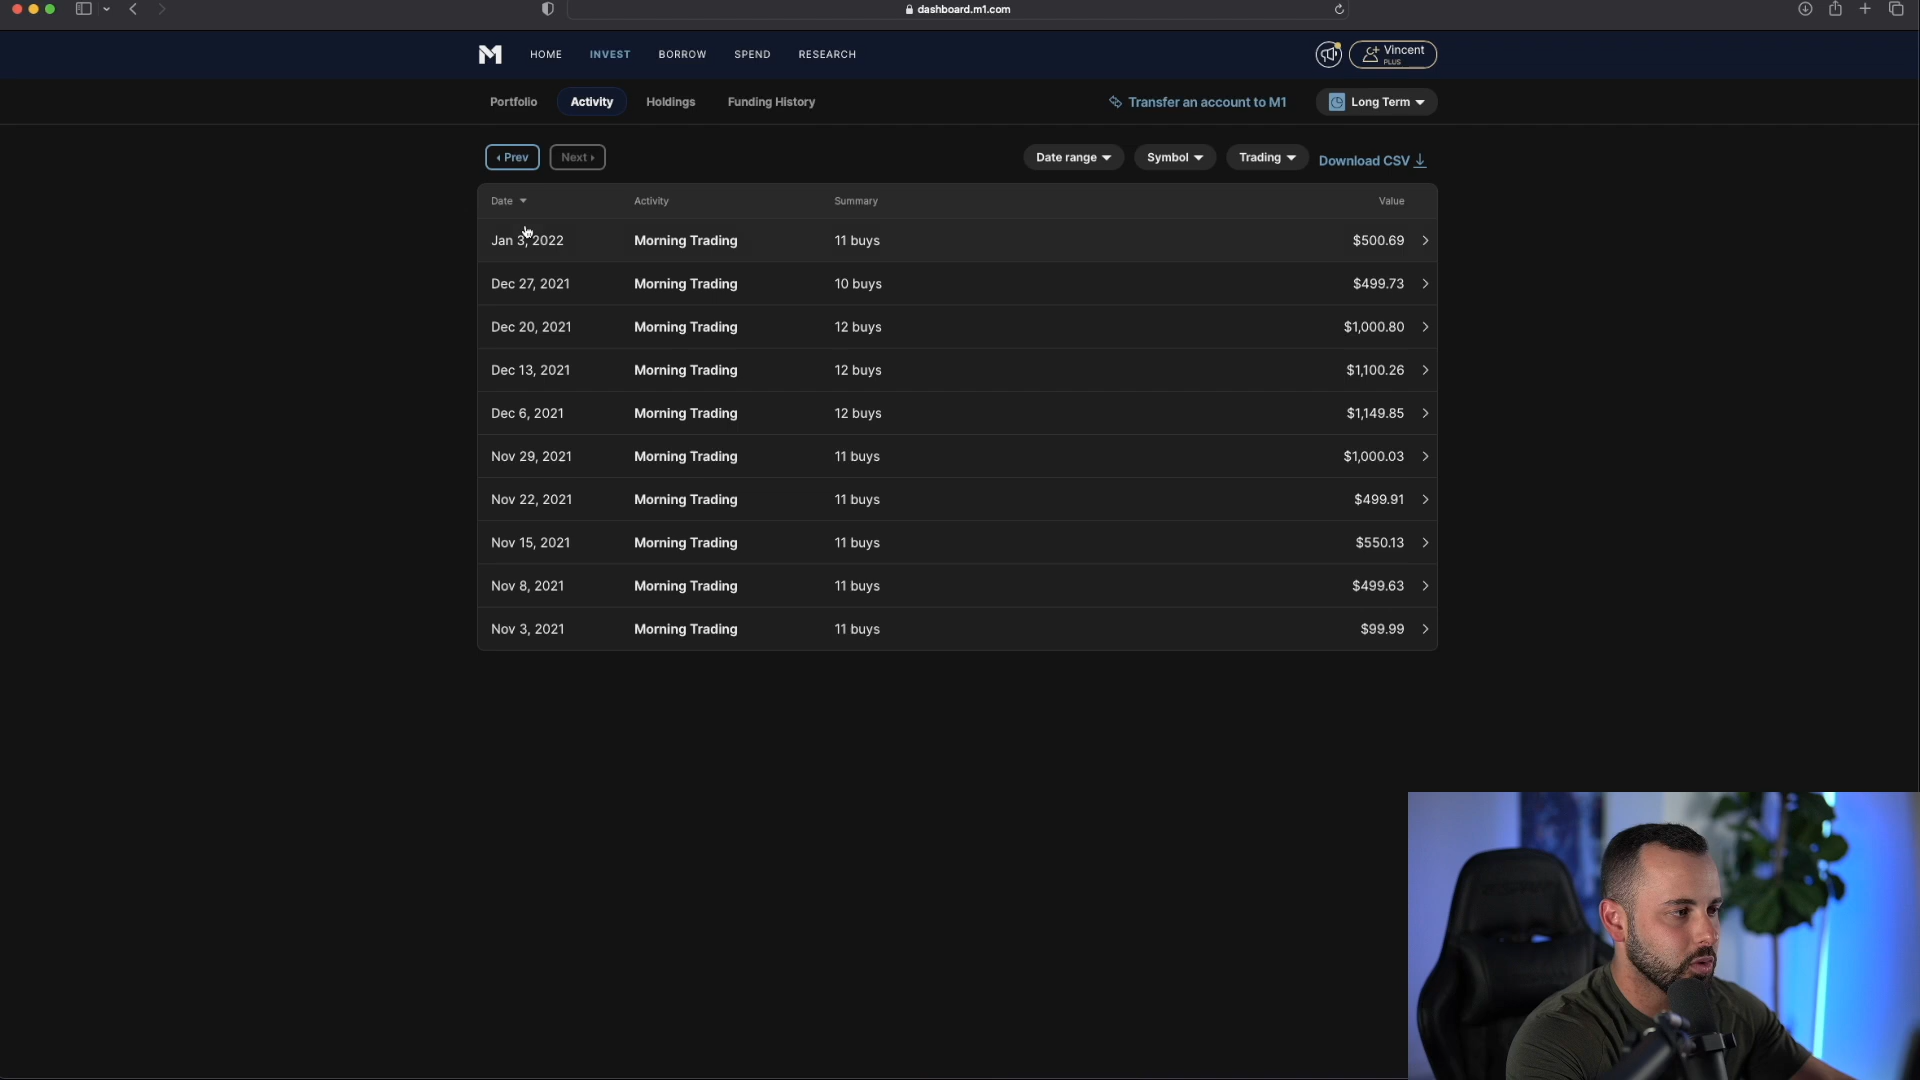 dashboard.m1.com
M HOME INVEST BORROW SPEND RESEARCH
Vincent
PLUS
Portfolio Activity Holdings Funding History Transfer an account to M1 Long Term
Prev Next Date range Symbol Trading Download CSV
Date Activity Summary Value
Jan 3, 2022 Morning Trading 11 buys $500.69
Dec 27, 2021 Morning Trading 10 buys $499.73
Dec 20, 2021 Morning Trading 12 buys $1,000.80
Dec 13, 2021 Morning Trading 12 buys $1,100.26
Dec 6, 2021 Morning Trading 12 buys $1,149.85
Nov 29, 2021 Morning Trading 11 buys $1,000.03
Nov 22, 2021 Morning Trading 11 buys $499.91
Nov 15, 2021 Morning Trading 11 buys $550.13
Nov 8, 2021 Morning Trading 11 buys $499.63
Nov 3, 2021 Morning Trading 11 buys $99.99